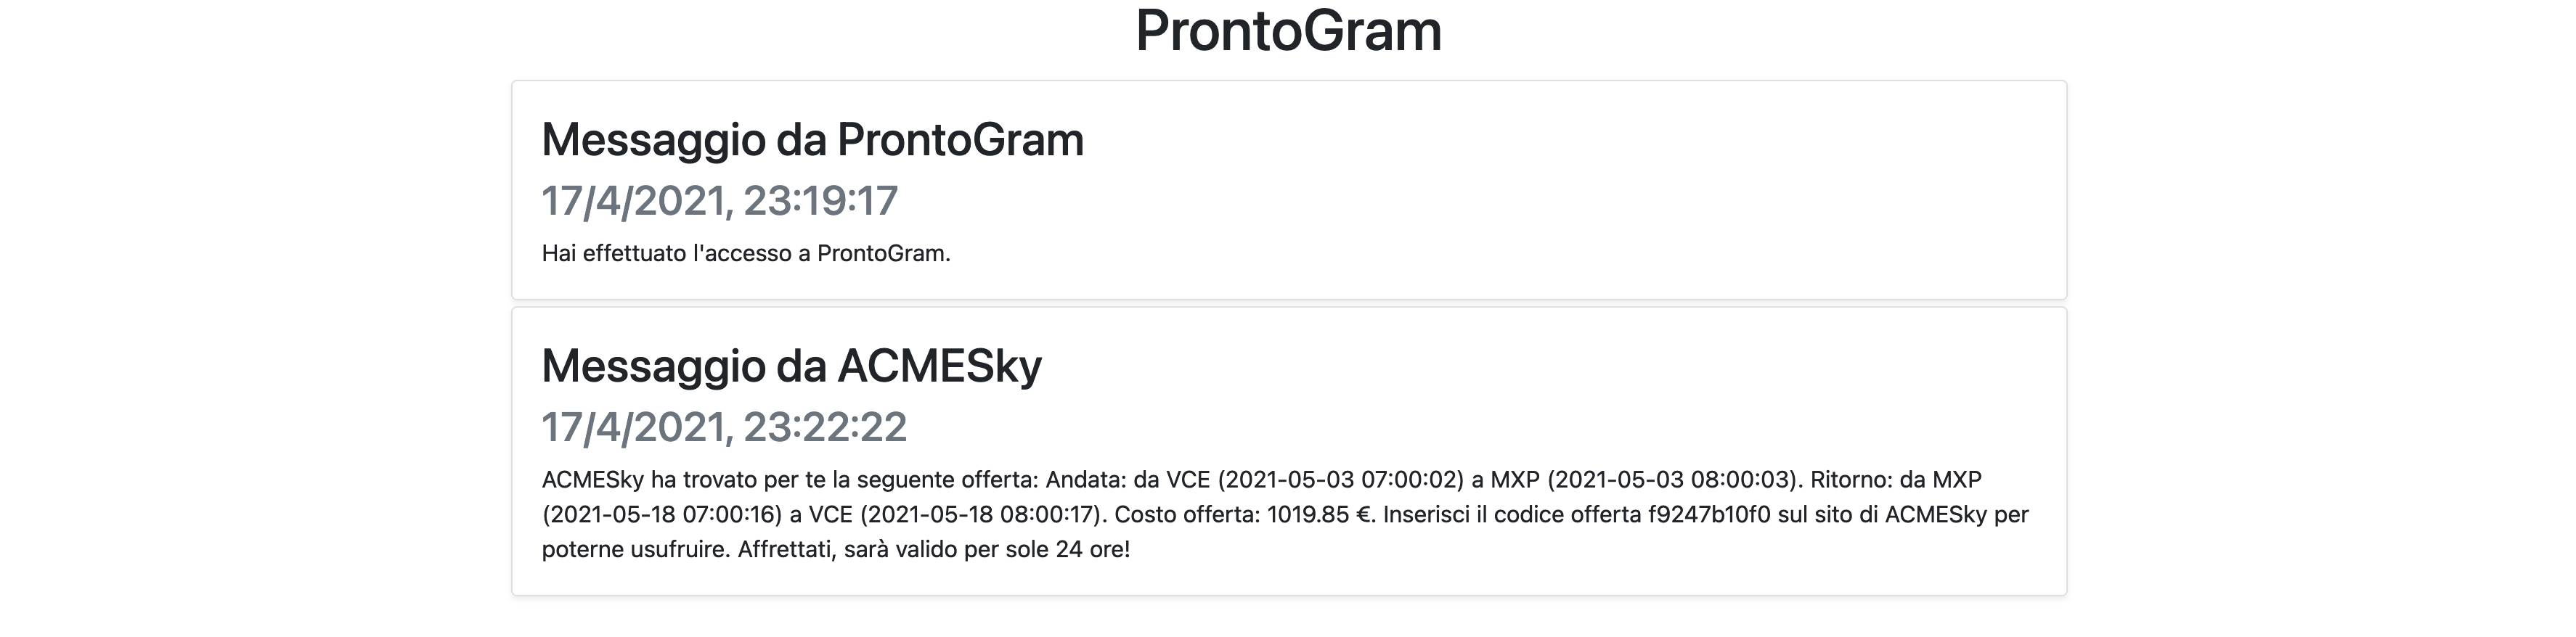 ProntoGram
Messaggio da ProntoGram
17/4/2021, 23:19:17
Hai effettuato l'accesso a ProntoGram.
Messaggio da ACMESky
17/4/2021, 23:22:22
ACMESky ha trovato per te la seguente offerta: Andata: da VCE (2021-05-03 07:00:02) a MXP (2021-05-03 08:00:03). Ritorno: da MXP
(2021-05-18 07:00:16) a VCE (2021-05-18 08:00:17). Costo offerta: 1019.85 €. Inserisci il codice offerta f9247b10f0 sul sito di ACMESky per
poterne usufruire. Affrettati, sarà valido per sole 24 ore!